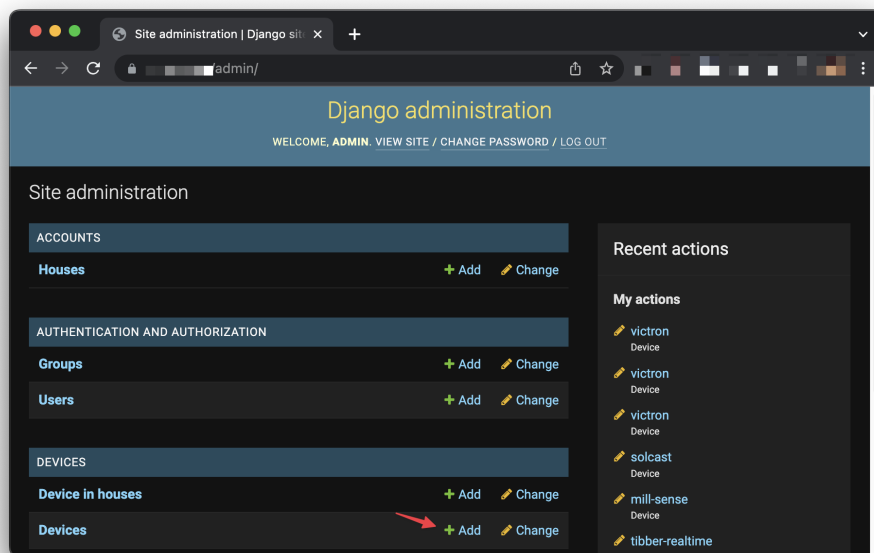 Site administration | Django site
/admin/
Django administration
WELCOME, ADMIN. VIEW SITE / CHANGE PASSWORD / LOG OUT
Site administration
ACCOUNTS
Houses Add Change
AUTHENTICATION AND AUTHORIZATION
Groups Add Change
Users Add Change
DEVICES
Device in houses Add Change
Devices Add Change
Recent actions
My actions
victron
Device
victron
Device
victron
Device
solcast
Device
mill-sense
Device
tibber-realtime